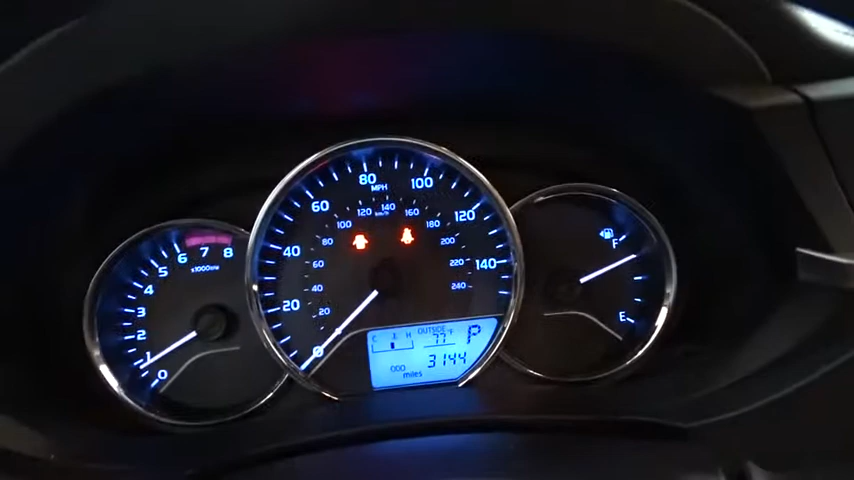 0 1 2 3 4 5 6 7 8
x1000r/min
0 20 40 60 80 100 120 140
MPH
20 40 60 80 100 120 140 160 180 200 220 240
km/h
C H
OUTSIDE
77 °F
P
ODO
miles
3144
F
E